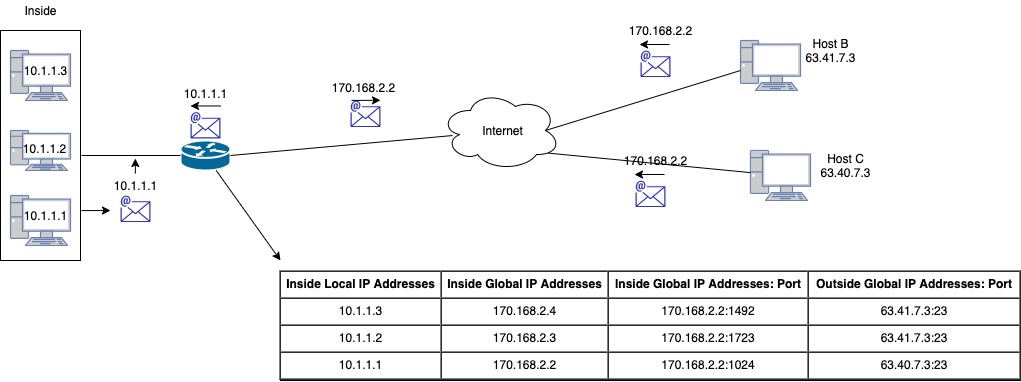 Inside
10.1.1.3
10.1.1.2
10.1.1.1
10.1.1.1
10.1.1.1
170.168.2.2
Internet
170.168.2.2
Host B
63.41.7.3
170.168.2.2
Host C
63.40.7.3
Inside Local IP Addresses Inside Global IP Addresses Inside Global IP Addresses: Port Outside Global IP Addresses: Port
10.1.1.3 170.168.2.4 170.168.2.2:1492 63.41.7.3:23
10.1.1.2 170.168.2.3 170.168.2.2:1723 63.41.7.3:23
10.1.1.1 170.168.2.2 170.168.2.2:1024 63.40.7.3:23